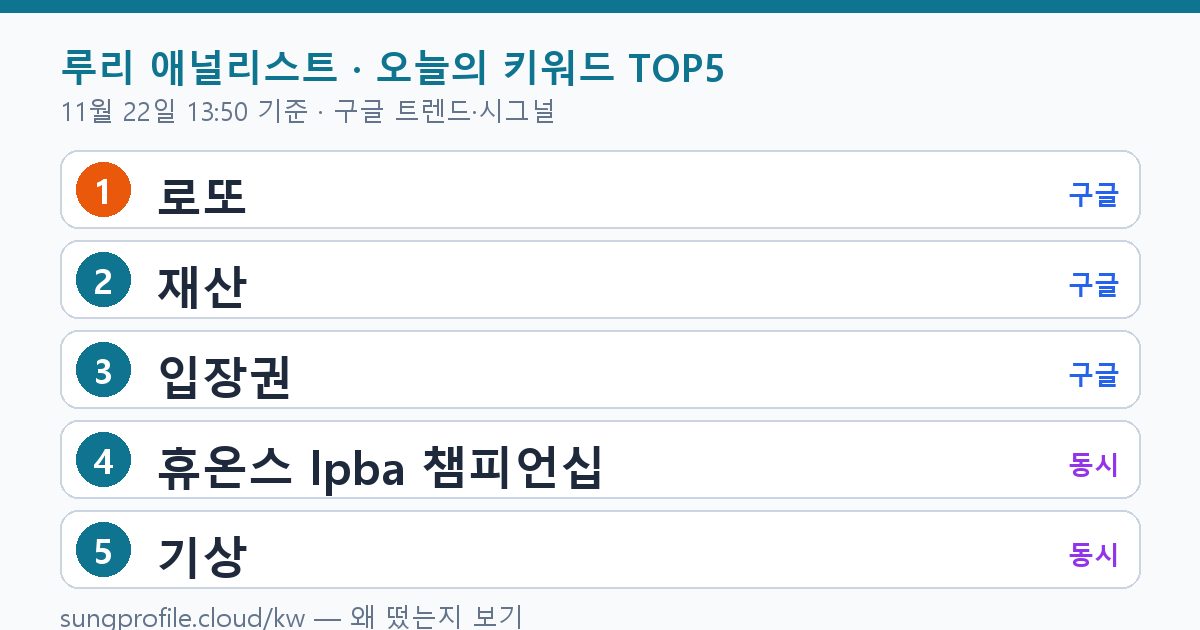 루리 애널리스트 · 오늘의 키워드 TOP5
11월 22일 13:50 기준 · 구글 트렌드·시그널
1 로또 구글
2 재산 구글
3 입장권 구글
4 휴온스 lpba 챔피언십 동시
5 기상 동시
sungprofile.cloud/kw — 왜 떴는지 보기